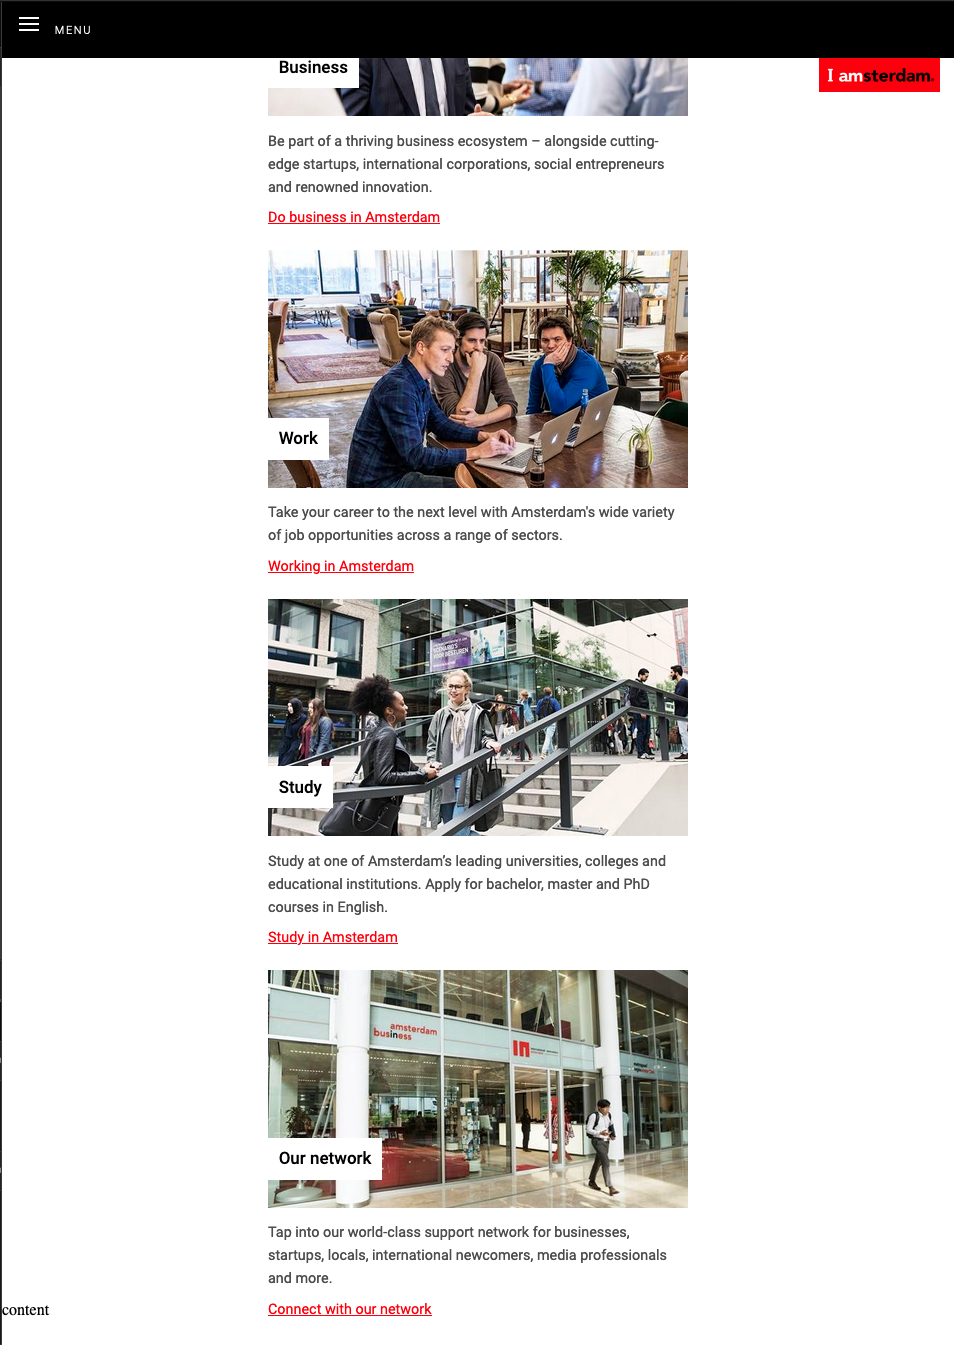 MENU
I amsterdam.
Business
Be part of a thriving business ecosystem – alongside cutting-
edge startups, international corporations, social entrepreneurs
and renowned innovation.
Do business in Amsterdam
Work
Take your career to the next level with Amsterdam's wide variety
of job opportunities across a range of sectors.
Working in Amsterdam
SCENARIO'S
VOOR BESTUREN
Study
Study at one of Amsterdam's leading universities, colleges and
educational institutions. Apply for bachelor, master and PhD
courses in English.
Study in Amsterdam
amsterdam
business
IN
Our network
Tap into our world-class support network for businesses,
startups, locals, international newcomers, media professionals
and more.
content
Connect with our network